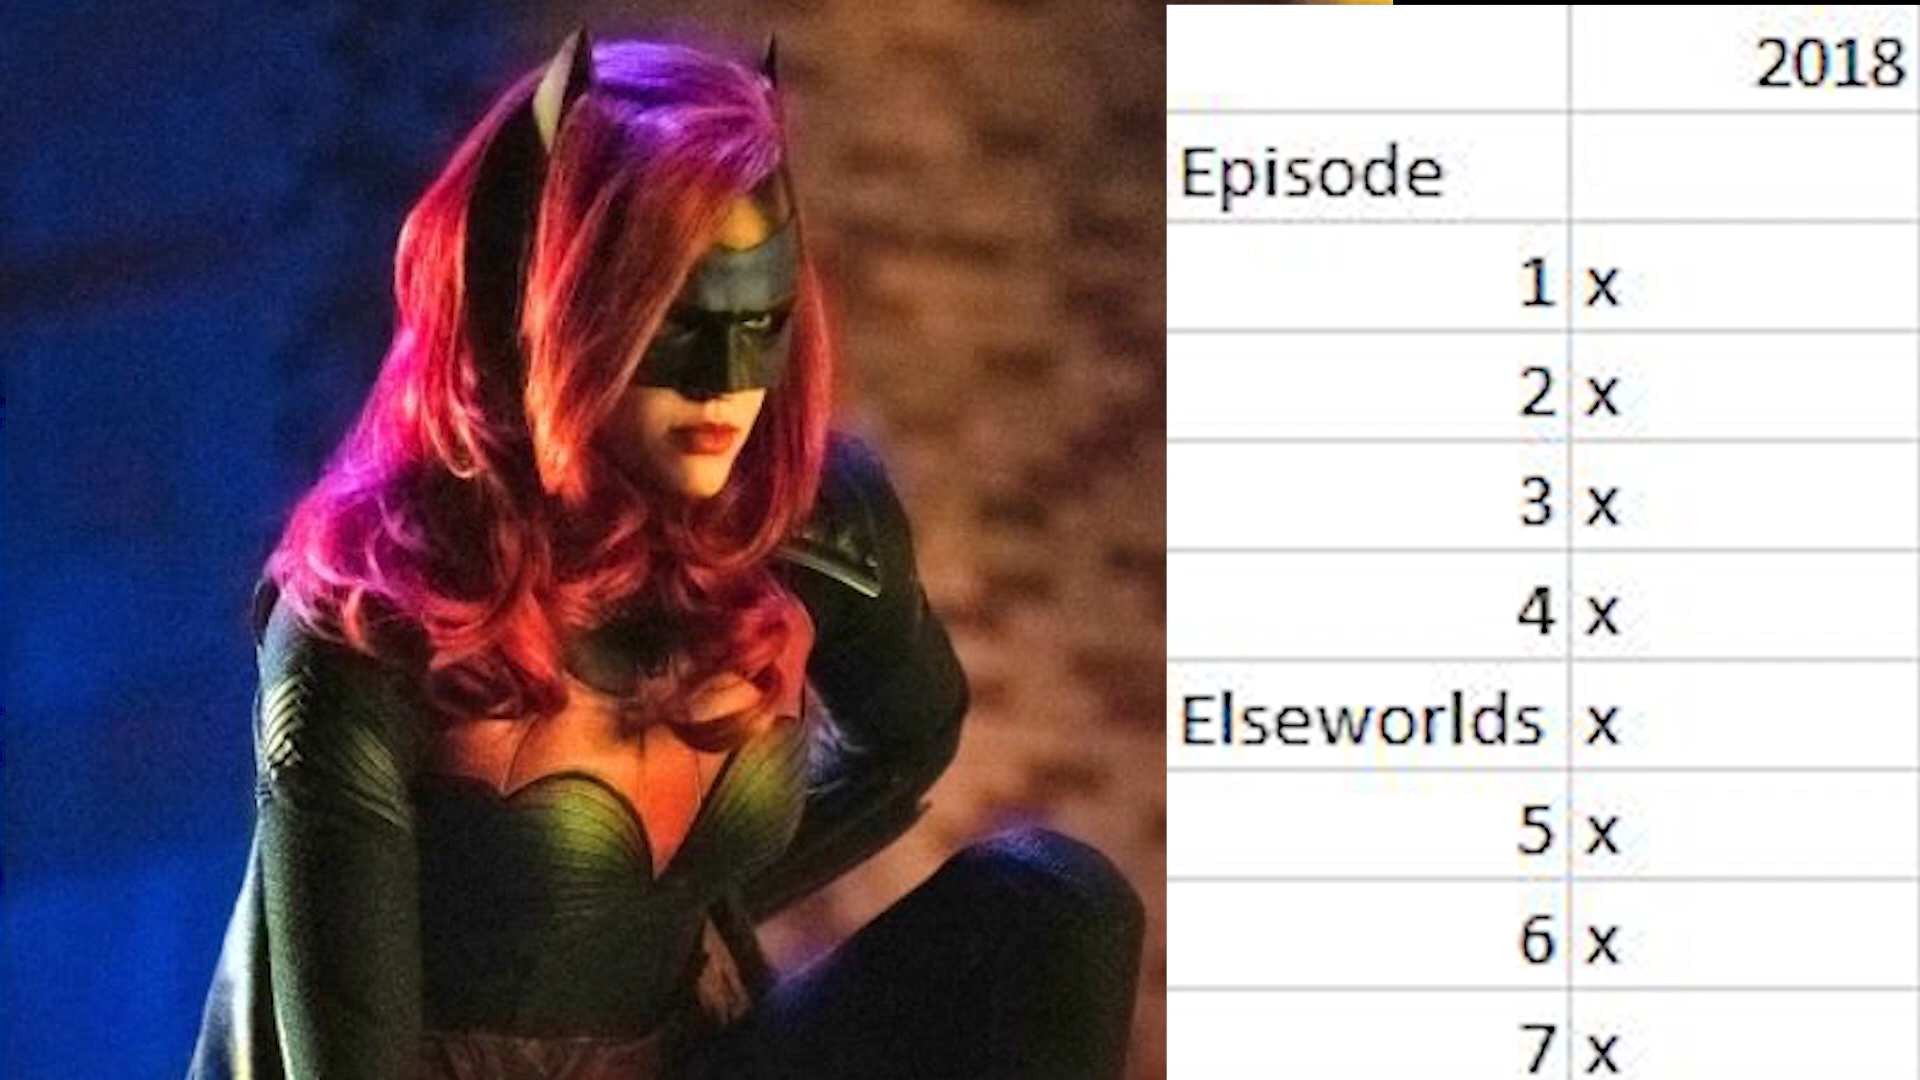 2018
Episode
1 x
2 x
3 x
4 x
Elseworlds x
5 x
6 x
7 x